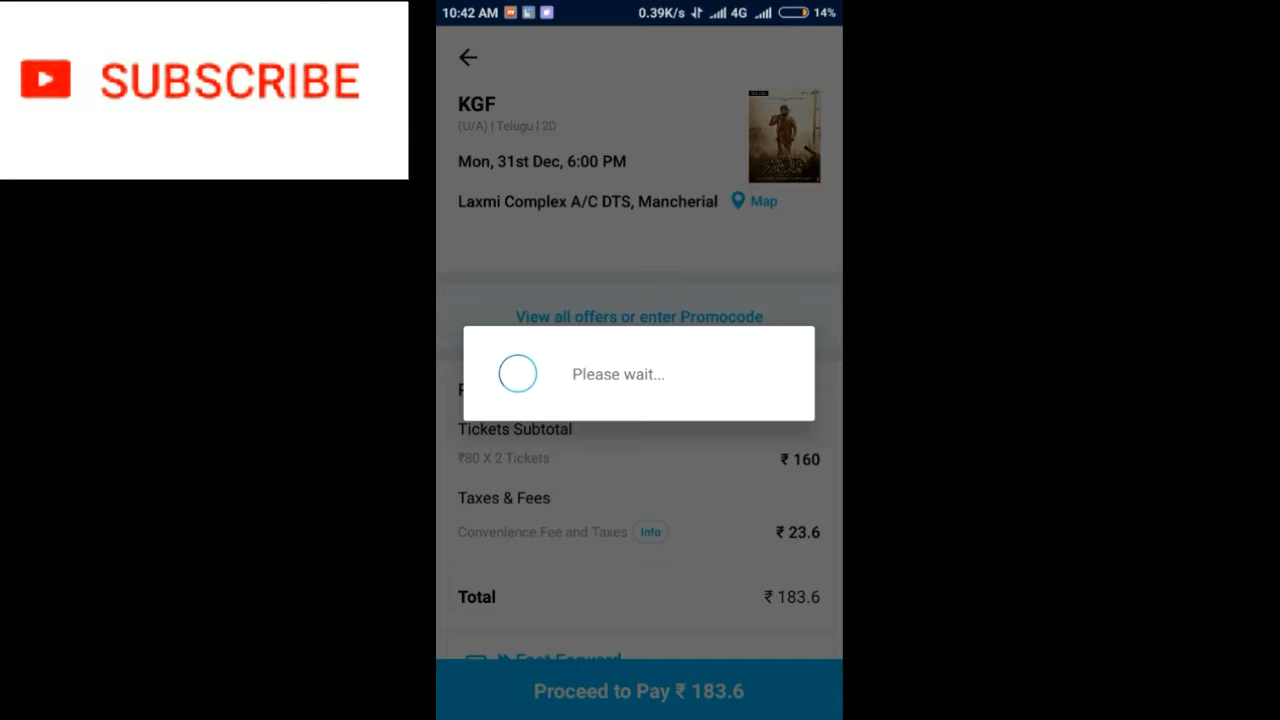 SUBSCRIBE
10:42 AM 0.39K/s 4G 14%
KGF
(U/A) | Telugu | 2D
Mon, 31st Dec, 6:00 PM
Laxmi Complex A/C DTS, Mancherial Map
View all offers or enter Promocode
Please wait...
Tickets Subtotal
₹80 X 2 Tickets ₹ 160
Taxes & Fees
Convenience Fee and Taxes Info ₹ 23.6
Total ₹ 183.6
Fast Forward
Proceed to Pay ₹ 183.6